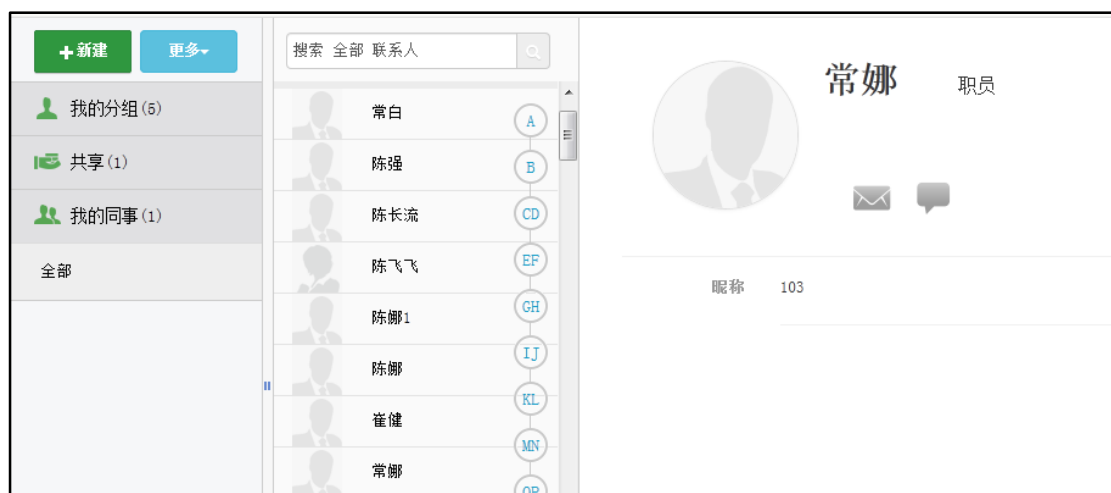 新建
更多
我的分组(5)
共享(1)
我的同事(1)
全部
搜索 全部 联系人
常白
陈强
陈长流
陈飞飞
陈娜1
陈娜
崔健
常娜
A
B
CD
EF
GH
IJ
KL
MN
QR
常娜 职员
昵称 103